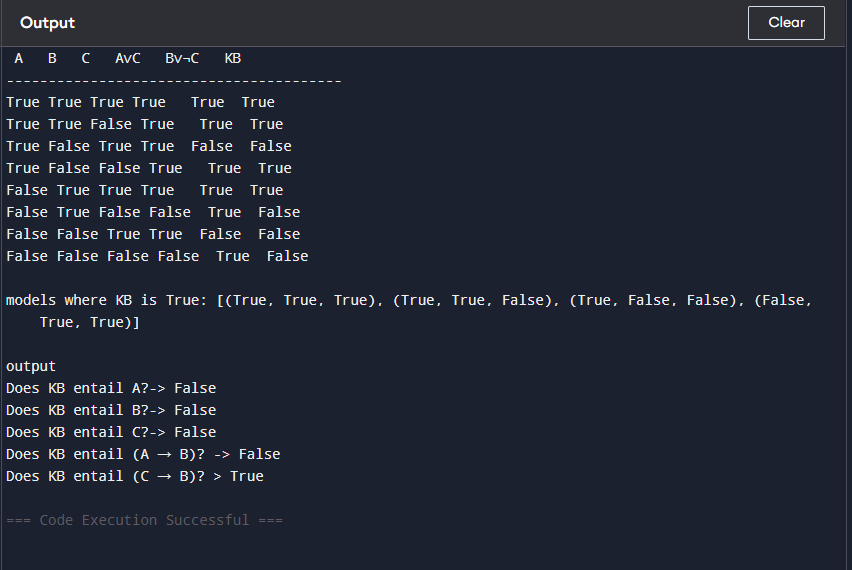 Output
Clear
A   B   C   AvC   Bv¬C   KB
----------------------------------------
True True True True   True  True
True True False True   True  True
True False True True  False  False
True False False True   True  True
False True True True   True  True
False True False False  True  False
False False True True  False  False
False False False False  True  False
models where KB is True: [(True, True, True), (True, True, False), (True, False, False), (False,
True, True)]
output
Does KB entail A?-> False
Does KB entail B?-> False
Does KB entail C?-> False
Does KB entail (A → B)? -> False
Does KB entail (C → B)? > True
=== Code Execution Successful ===